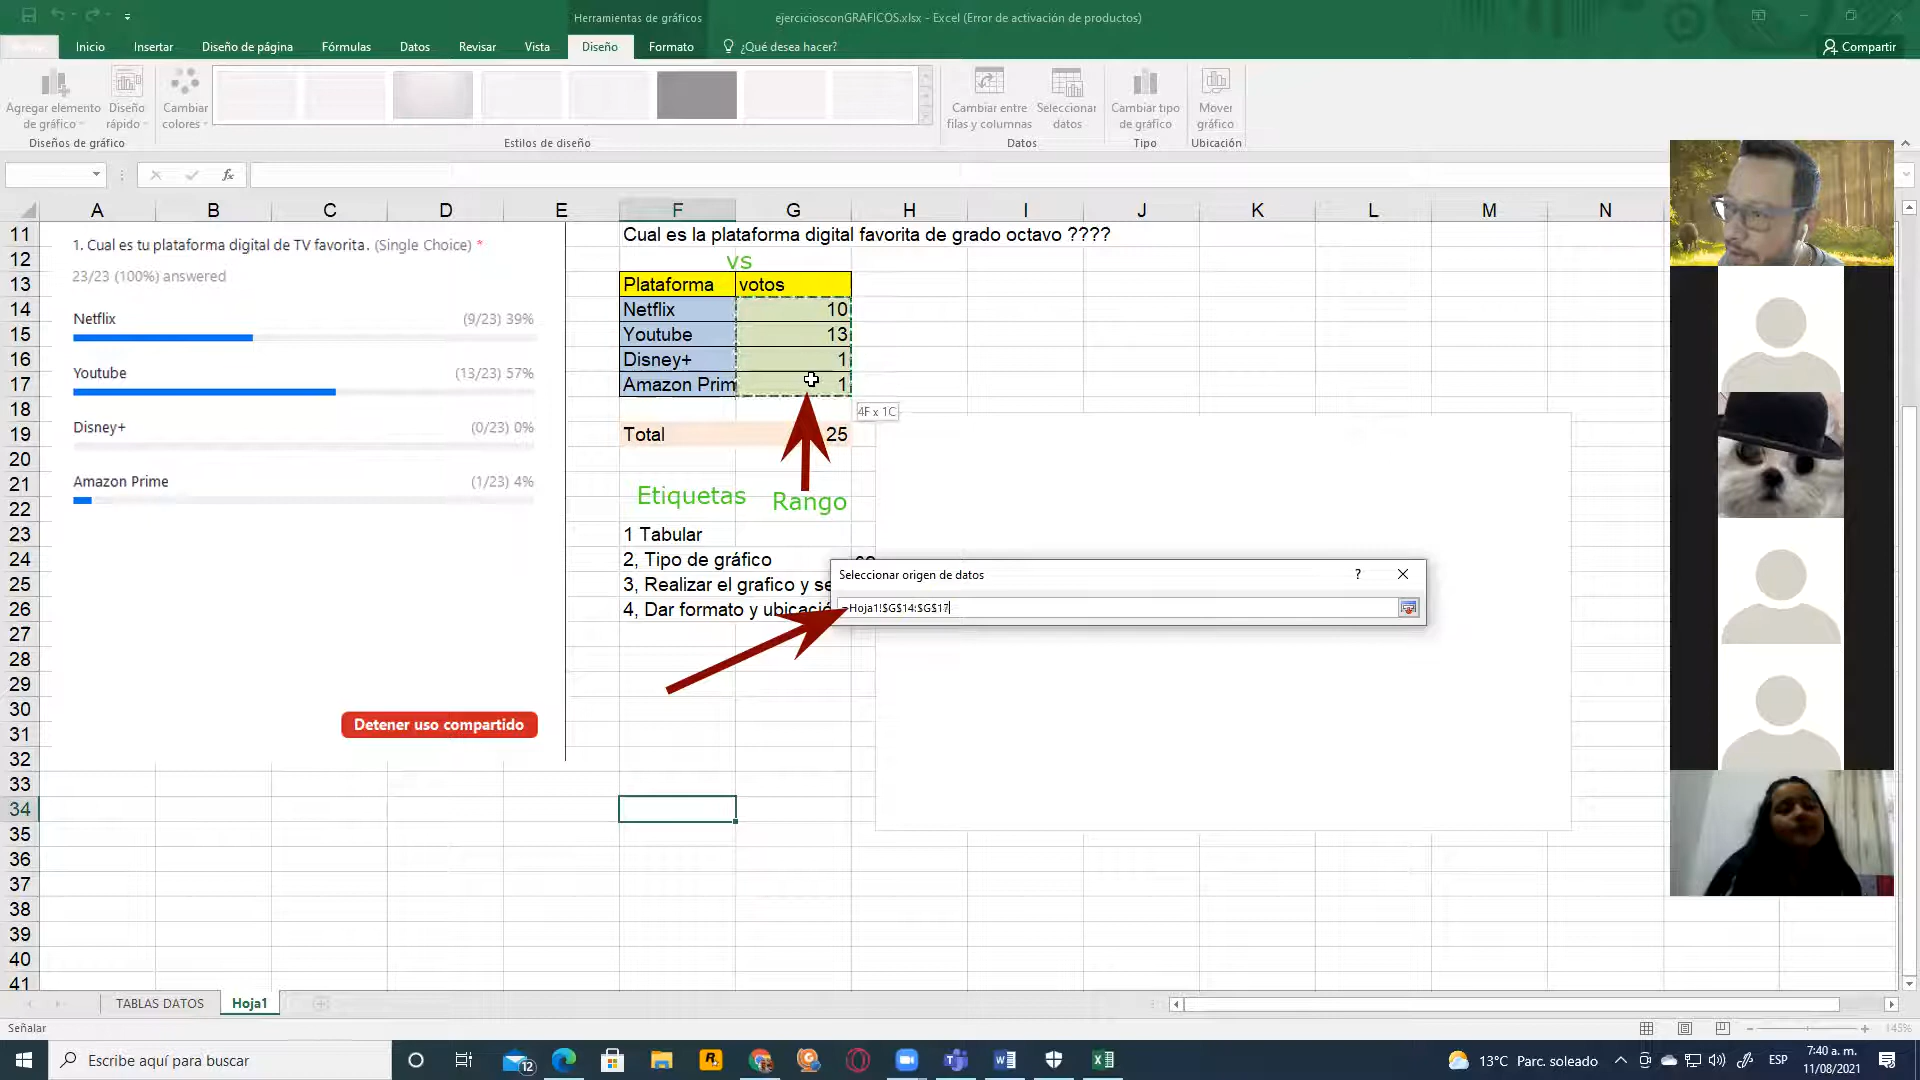 Herramientas de gráficos
ejerciciosconGRAFICOS.xlsx - Excel (Error de activación de productos)
Inicio Insertar Diseño de página Fórmulas Datos Revisar Vista Diseño Formato ¿Qué desea hacer? Compartir
Agregar elemento de gráfico
Diseño rápido
Cambiar colores
Cambiar entre filas y columnas
Seleccionar datos
Cambiar tipo de gráfico
Mover gráfico
Diseños de gráfico Estilos de diseño Datos Tipo Ubicación
fx
A B C D E F G H I J K L M N
11 12 13 14 15 16 17 18 19 20 21 22 23 24 25 26 27 28 29 30 31 32 33 34 35 36 37 38 39 40 41
1. Cual es tu plataforma digital de TV favorita. (Single Choice) *
23/23 (100%) answered
Netflix (9/23) 39%
Youtube (13/23) 57%
Disney+ (0/23) 0%
Amazon Prime (1/23) 4%
Detener uso compartido
Cual es la plataforma digital favorita de grado octavo ????
vs
Plataforma votos
Netflix 10
Youtube 13
Disney+ 1
Amazon Prim 1
4F x 1C
Total 25
Etiquetas Rango
1 Tabular
2, Tipo de gráfico
3, Realizar el grafico y se
4, Dar formato y ubicació
Seleccionar origen de datos ?
=Hoja1!$G$14:$G$17
TABLAS DATOS Hoja1
Señalar
145%
Escribe aquí para buscar
12
13°C Parc. soleado
ESP
7:40 a. m.
11/08/2021